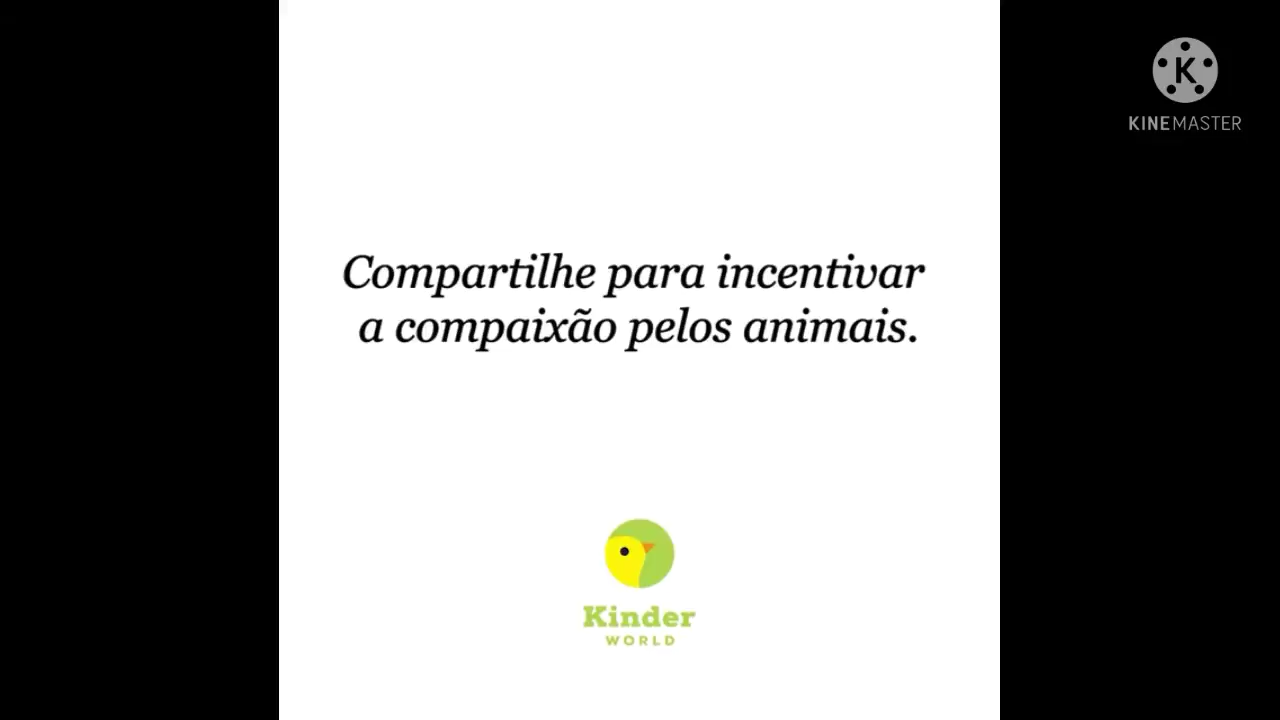 K
KINEMASTER
Compartilhe para incentivar
a compaixão pelos animais.
Kinder
WORLD